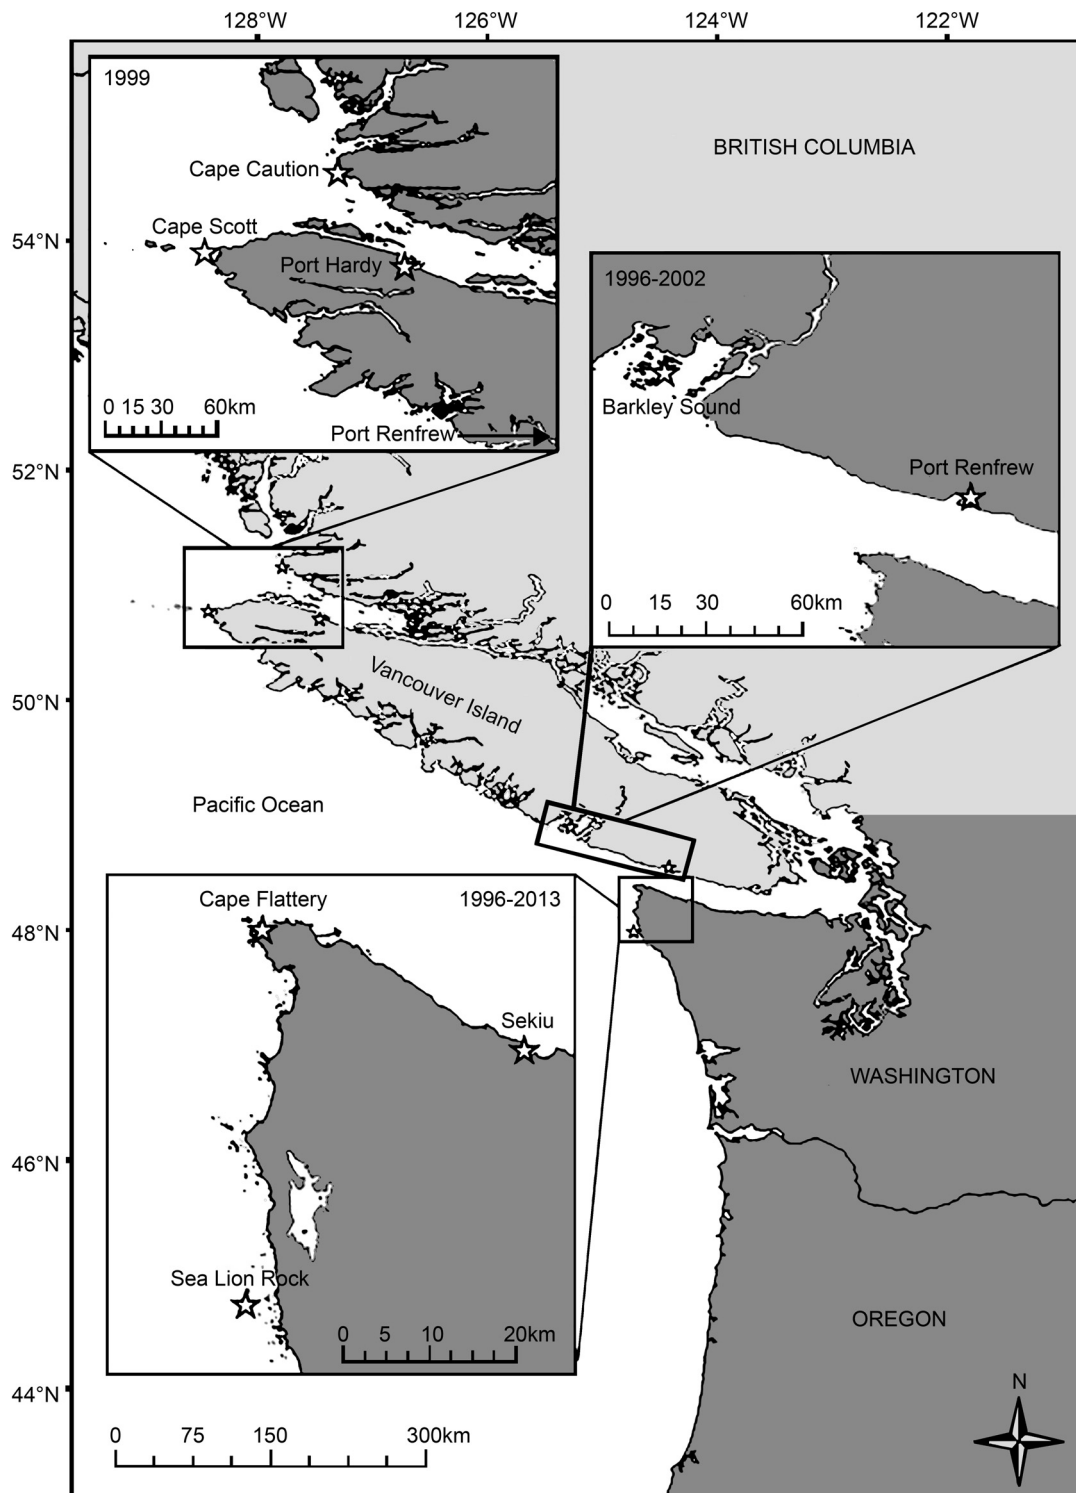 128°W 126°W 124°W 122°W
1999
BRITISH COLUMBIA
Cape Caution
Cape Scott
54°N
Port Hardy
1996-2002
0 15 30 60km
Barkley Sound
Port Renfrew
52°N
Port Renfrew
0 15 30 60km
Vancouver Island
50°N
Pacific Ocean
Cape Flattery
1996-2013
48°N
Sekiu
WASHINGTON
46°N
Sea Lion Rock
OREGON
0 5 10 20km
44°N
N
0 75 150 300km